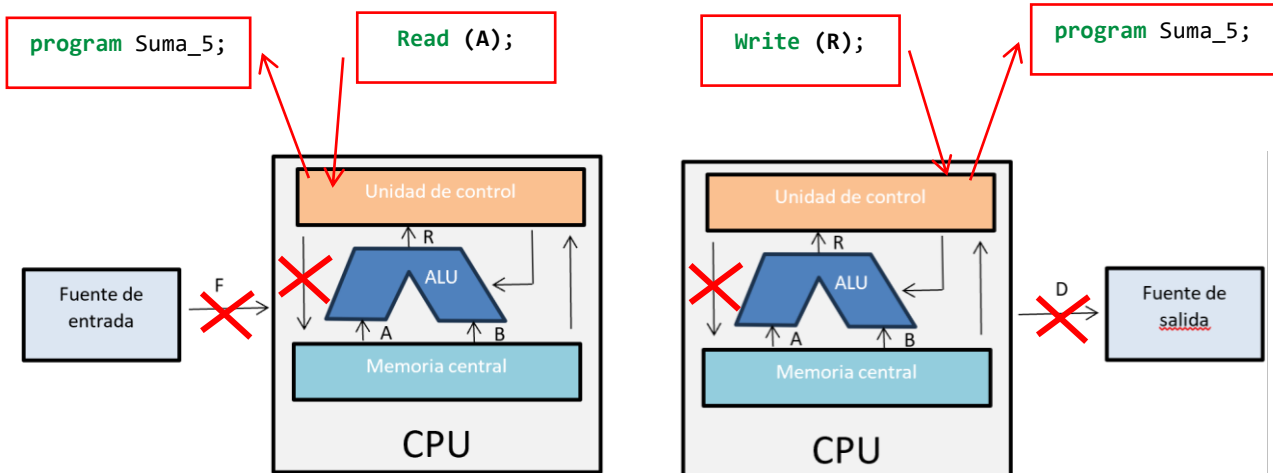 program Suma_5;
Read (A);
Write (R);
program Suma_5;
Unidad de control
R
ALU
F
Fuente de
entrada
A
B
Memoria central
CPU
Unidad de control
R
ALU
D
Fuente de
salida
A
B
Memoria central
CPU